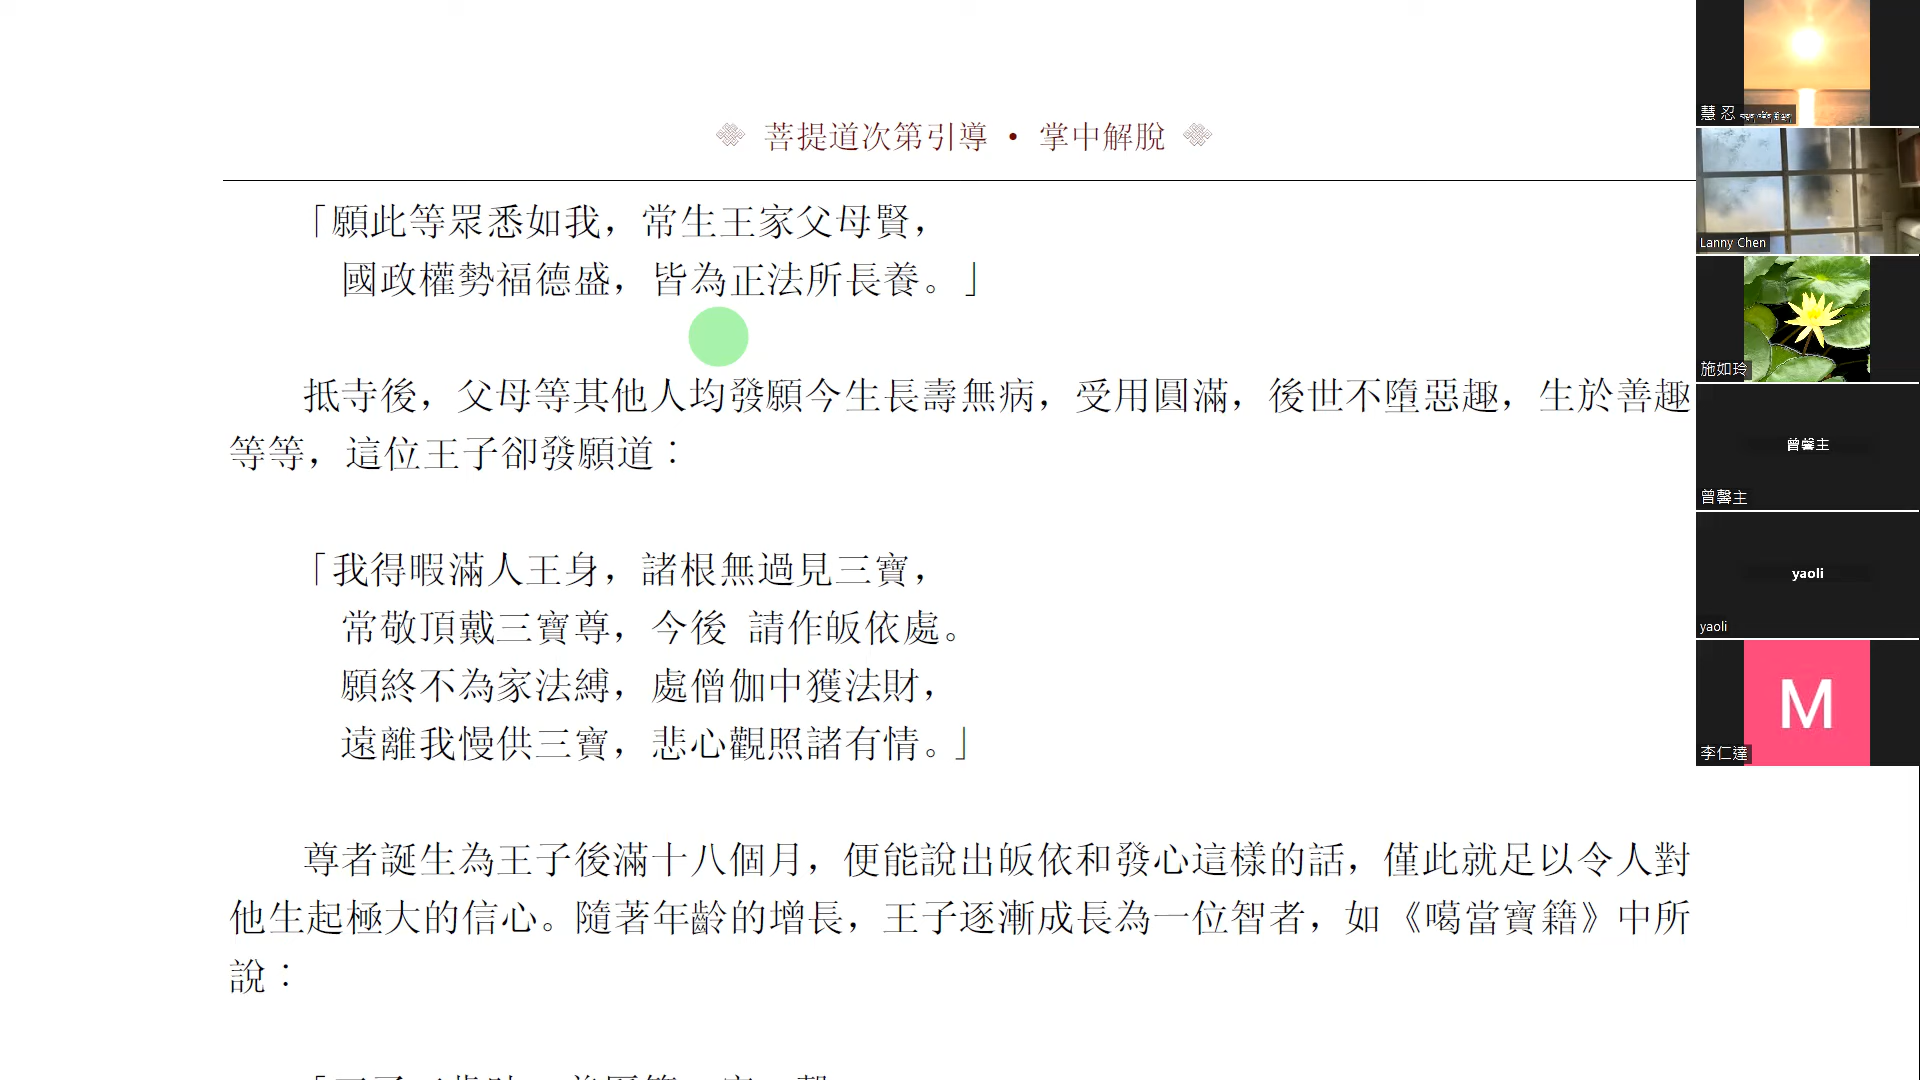 菩提道次第引導 • 掌中解脫
「願此等眾悉如我，常生王家父母賢，
國政權勢福德盛，皆為正法所長養。」
抵寺後，父母等其他人均發願今生長壽無病，受用圓滿，後世不墮惡趣，生於善趣
等等，這位王子卻發願道：
「我得暇滿人王身，諸根無過見三寶，
常敬頂戴三寶尊，今後 請作皈依處。
願終不為家法縛，處僧伽中獲法財，
遠離我慢供三寶，悲心觀照諸有情。」
尊者誕生為王子後滿十八個月，便能說出皈依和發心這樣的話，僅此就足以令人對
他生起極大的信心。隨著年齡的增長，王子逐漸成長為一位智者，如《噶當寶籍》中所
說：
慧 忍
Lanny Chen
施如玲
曾馨主
曾馨主
yaoli
yaoli
M
李仁達